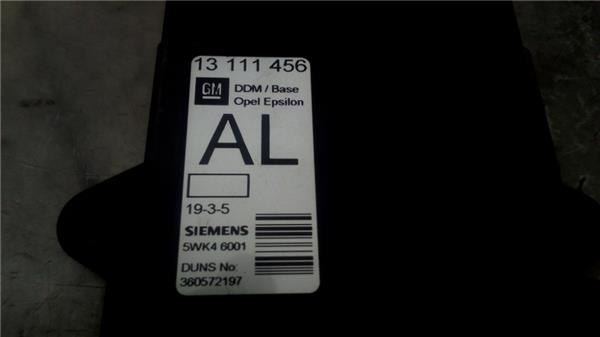 13 111 456
GM DDM / Base
Opel Epsilon
AL
19-3-5
SIEMENS
5WK4 6001
DUNS No:
360572197